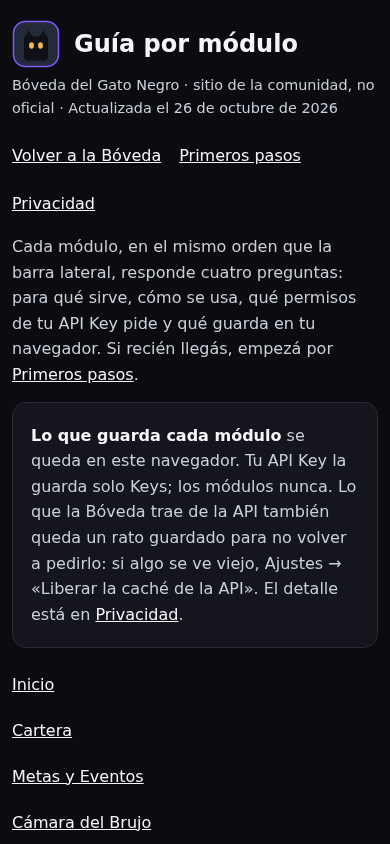 Guía por módulo
Bóveda del Gato Negro · sitio de la comunidad, no
oficial · Actualizada el 26 de octubre de 2026
Volver a la Bóveda Primeros pasos
Privacidad
Cada módulo, en el mismo orden que la
barra lateral, responde cuatro preguntas:
para qué sirve, cómo se usa, qué permisos
de tu API Key pide y qué guarda en tu
navegador. Si recién llegás, empezá por
Primeros pasos.
Lo que guarda cada módulo se
queda en este navegador. Tu API Key la
guarda solo Keys; los módulos nunca. Lo
que la Bóveda trae de la API también
queda un rato guardado para no volver
a pedirlo: si algo se ve viejo, Ajustes →
«Liberar la caché de la API». El detalle
está en Privacidad.
Inicio
Cartera
Metas y Eventos
Cámara del Brujo